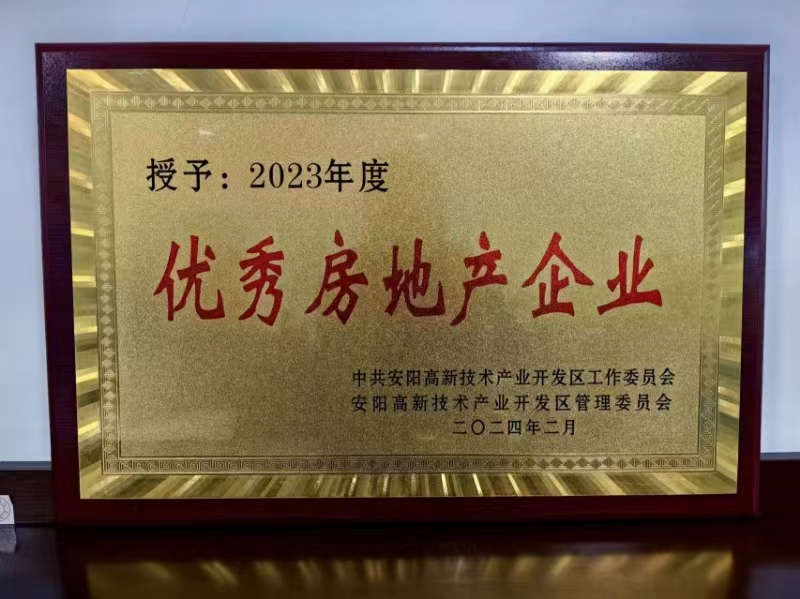 授予：2023年度
优秀房地产企业
中共安阳高新技术产业开发区工作委员会
安阳高新技术产业开发区管理委员会
二〇二四年二月